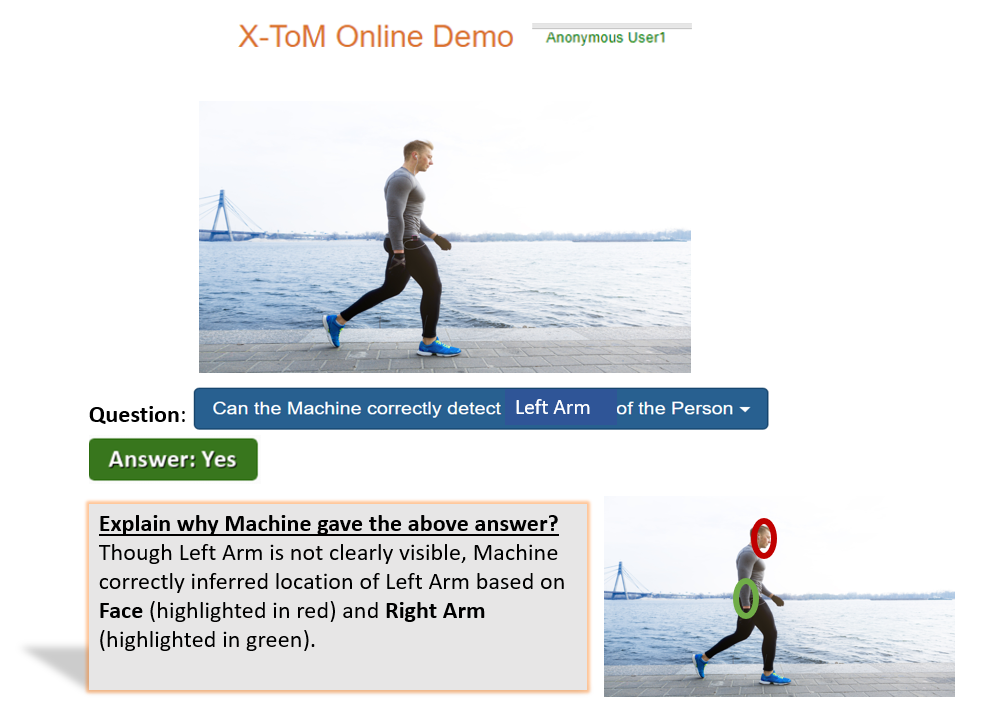 X-ToM Online Demo
Anonymous User1
Question: Can the Machine correctly detect Left Arm of the Person
Answer: Yes
Explain why Machine gave the above answer?
Though Left Arm is not clearly visible, Machine
correctly inferred location of Left Arm based on
Face (highlighted in red) and Right Arm
(highlighted in green).